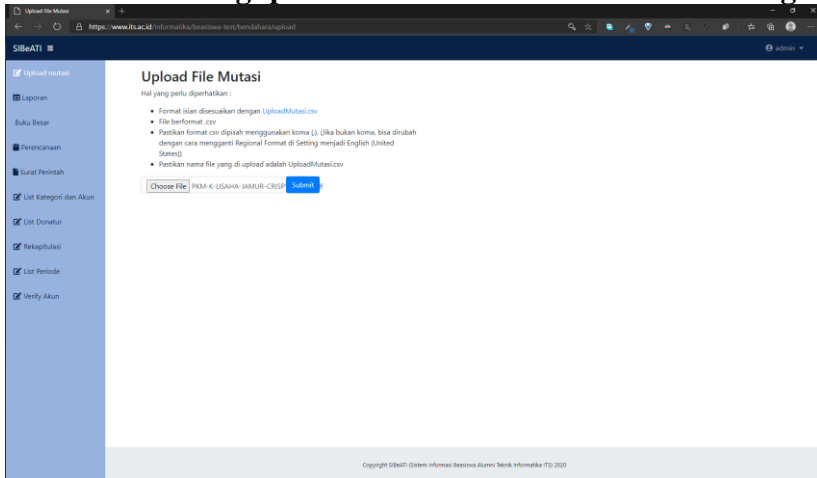 Upload File Mutasi
https://www.its.ac.id/informatika/beasiswa-test/bendahara/upload
SIBeATI
admin
Upload mutasi
Laporan
Buku Besar
Perencanaan
Surat Perintah
List Kategori dan Akun
List Donatur
Rekapitulasi
List Periode
Verify Akun
Upload File Mutasi
Hal yang perlu diperhatikan :
Format isian disesuaikan dengan UploadMutasi.csv
File berformat .csv
Pastikan format csv dipisah menggunakan koma (,). (Jika bukan koma, bisa dirubah
dengan cara mengganti Regional Format di Setting menjadi English (United
States))
Pastikan nama file yang di upload adalah UploadMutasi.csv
Choose File PKM-K-USAHA-JAMUR-CRISP Submit
Copyright SIBeATI (Sistem Informasi Beasiswa Alumni Teknik Informatika ITS) 2020